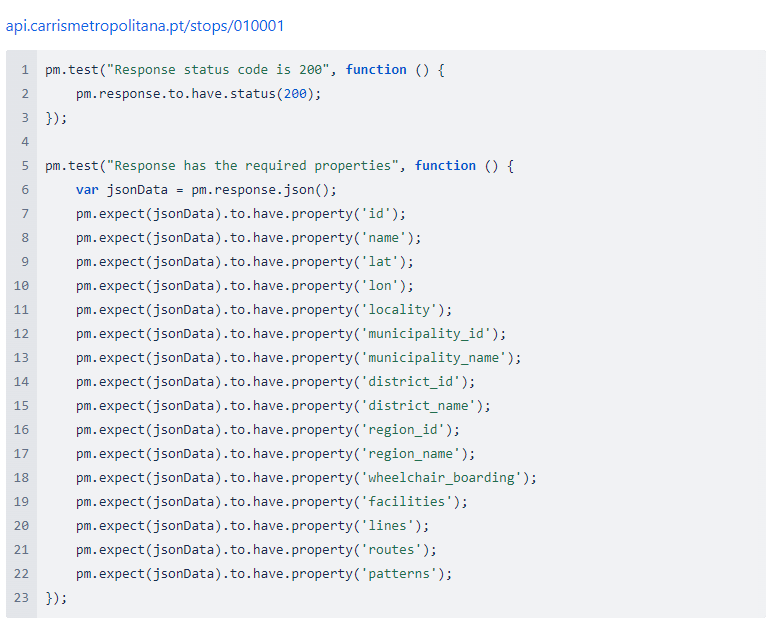 api.carrismetropolitana.pt/stops/010001
1 pm.test("Response status code is 200", function () {
2     pm.response.to.have.status(200);
3 });
4
5 pm.test("Response has the required properties", function () {
6     var jsonData = pm.response.json();
7     pm.expect(jsonData).to.have.property('id');
8     pm.expect(jsonData).to.have.property('name');
9     pm.expect(jsonData).to.have.property('lat');
10     pm.expect(jsonData).to.have.property('lon');
11     pm.expect(jsonData).to.have.property('locality');
12     pm.expect(jsonData).to.have.property('municipality_id');
13     pm.expect(jsonData).to.have.property('municipality_name');
14     pm.expect(jsonData).to.have.property('district_id');
15     pm.expect(jsonData).to.have.property('district_name');
16     pm.expect(jsonData).to.have.property('region_id');
17     pm.expect(jsonData).to.have.property('region_name');
18     pm.expect(jsonData).to.have.property('wheelchair_boarding');
19     pm.expect(jsonData).to.have.property('facilities');
20     pm.expect(jsonData).to.have.property('lines');
21     pm.expect(jsonData).to.have.property('routes');
22     pm.expect(jsonData).to.have.property('patterns');
23 });